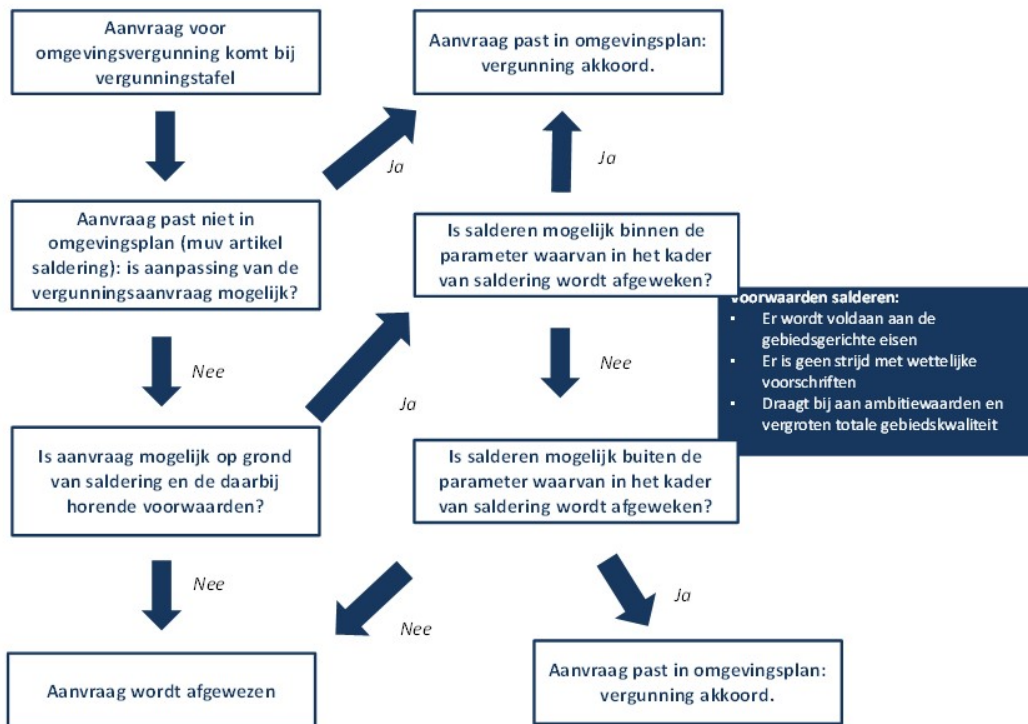 Aanvraag voor
omgevingsvergunning komt bij
vergunningstafel
Aanvraag past in omgevingsplan:
vergunning akkoord.
Ja
Ja
Aanvraag past niet in
omgevingsplan (muv artikel
saldering): is aanpassing van de
vergunningsaanvraag mogelijk?
Is salderen mogelijk binnen de
parameter waarvan in het kader
van saldering wordt afgeweken?
Voorwaarden salderen:
▪ Er wordt voldaan aan de
gebiedsgerichte eisen
▪ Er is geen strijd met wettelijke
voorschriften
▪ Draagt bij aan ambitiewaarden en
vergroten totale gebiedskwaliteit
Nee
Ja
Nee
Is aanvraag mogelijk op grond
van saldering en de daarbij
horende voorwaarden?
Is salderen mogelijk buiten de
parameter waarvan in het kader
van saldering wordt afgeweken?
Nee
Nee
Ja
Aanvraag wordt afgewezen
Aanvraag past in omgevingsplan:
vergunning akkoord.